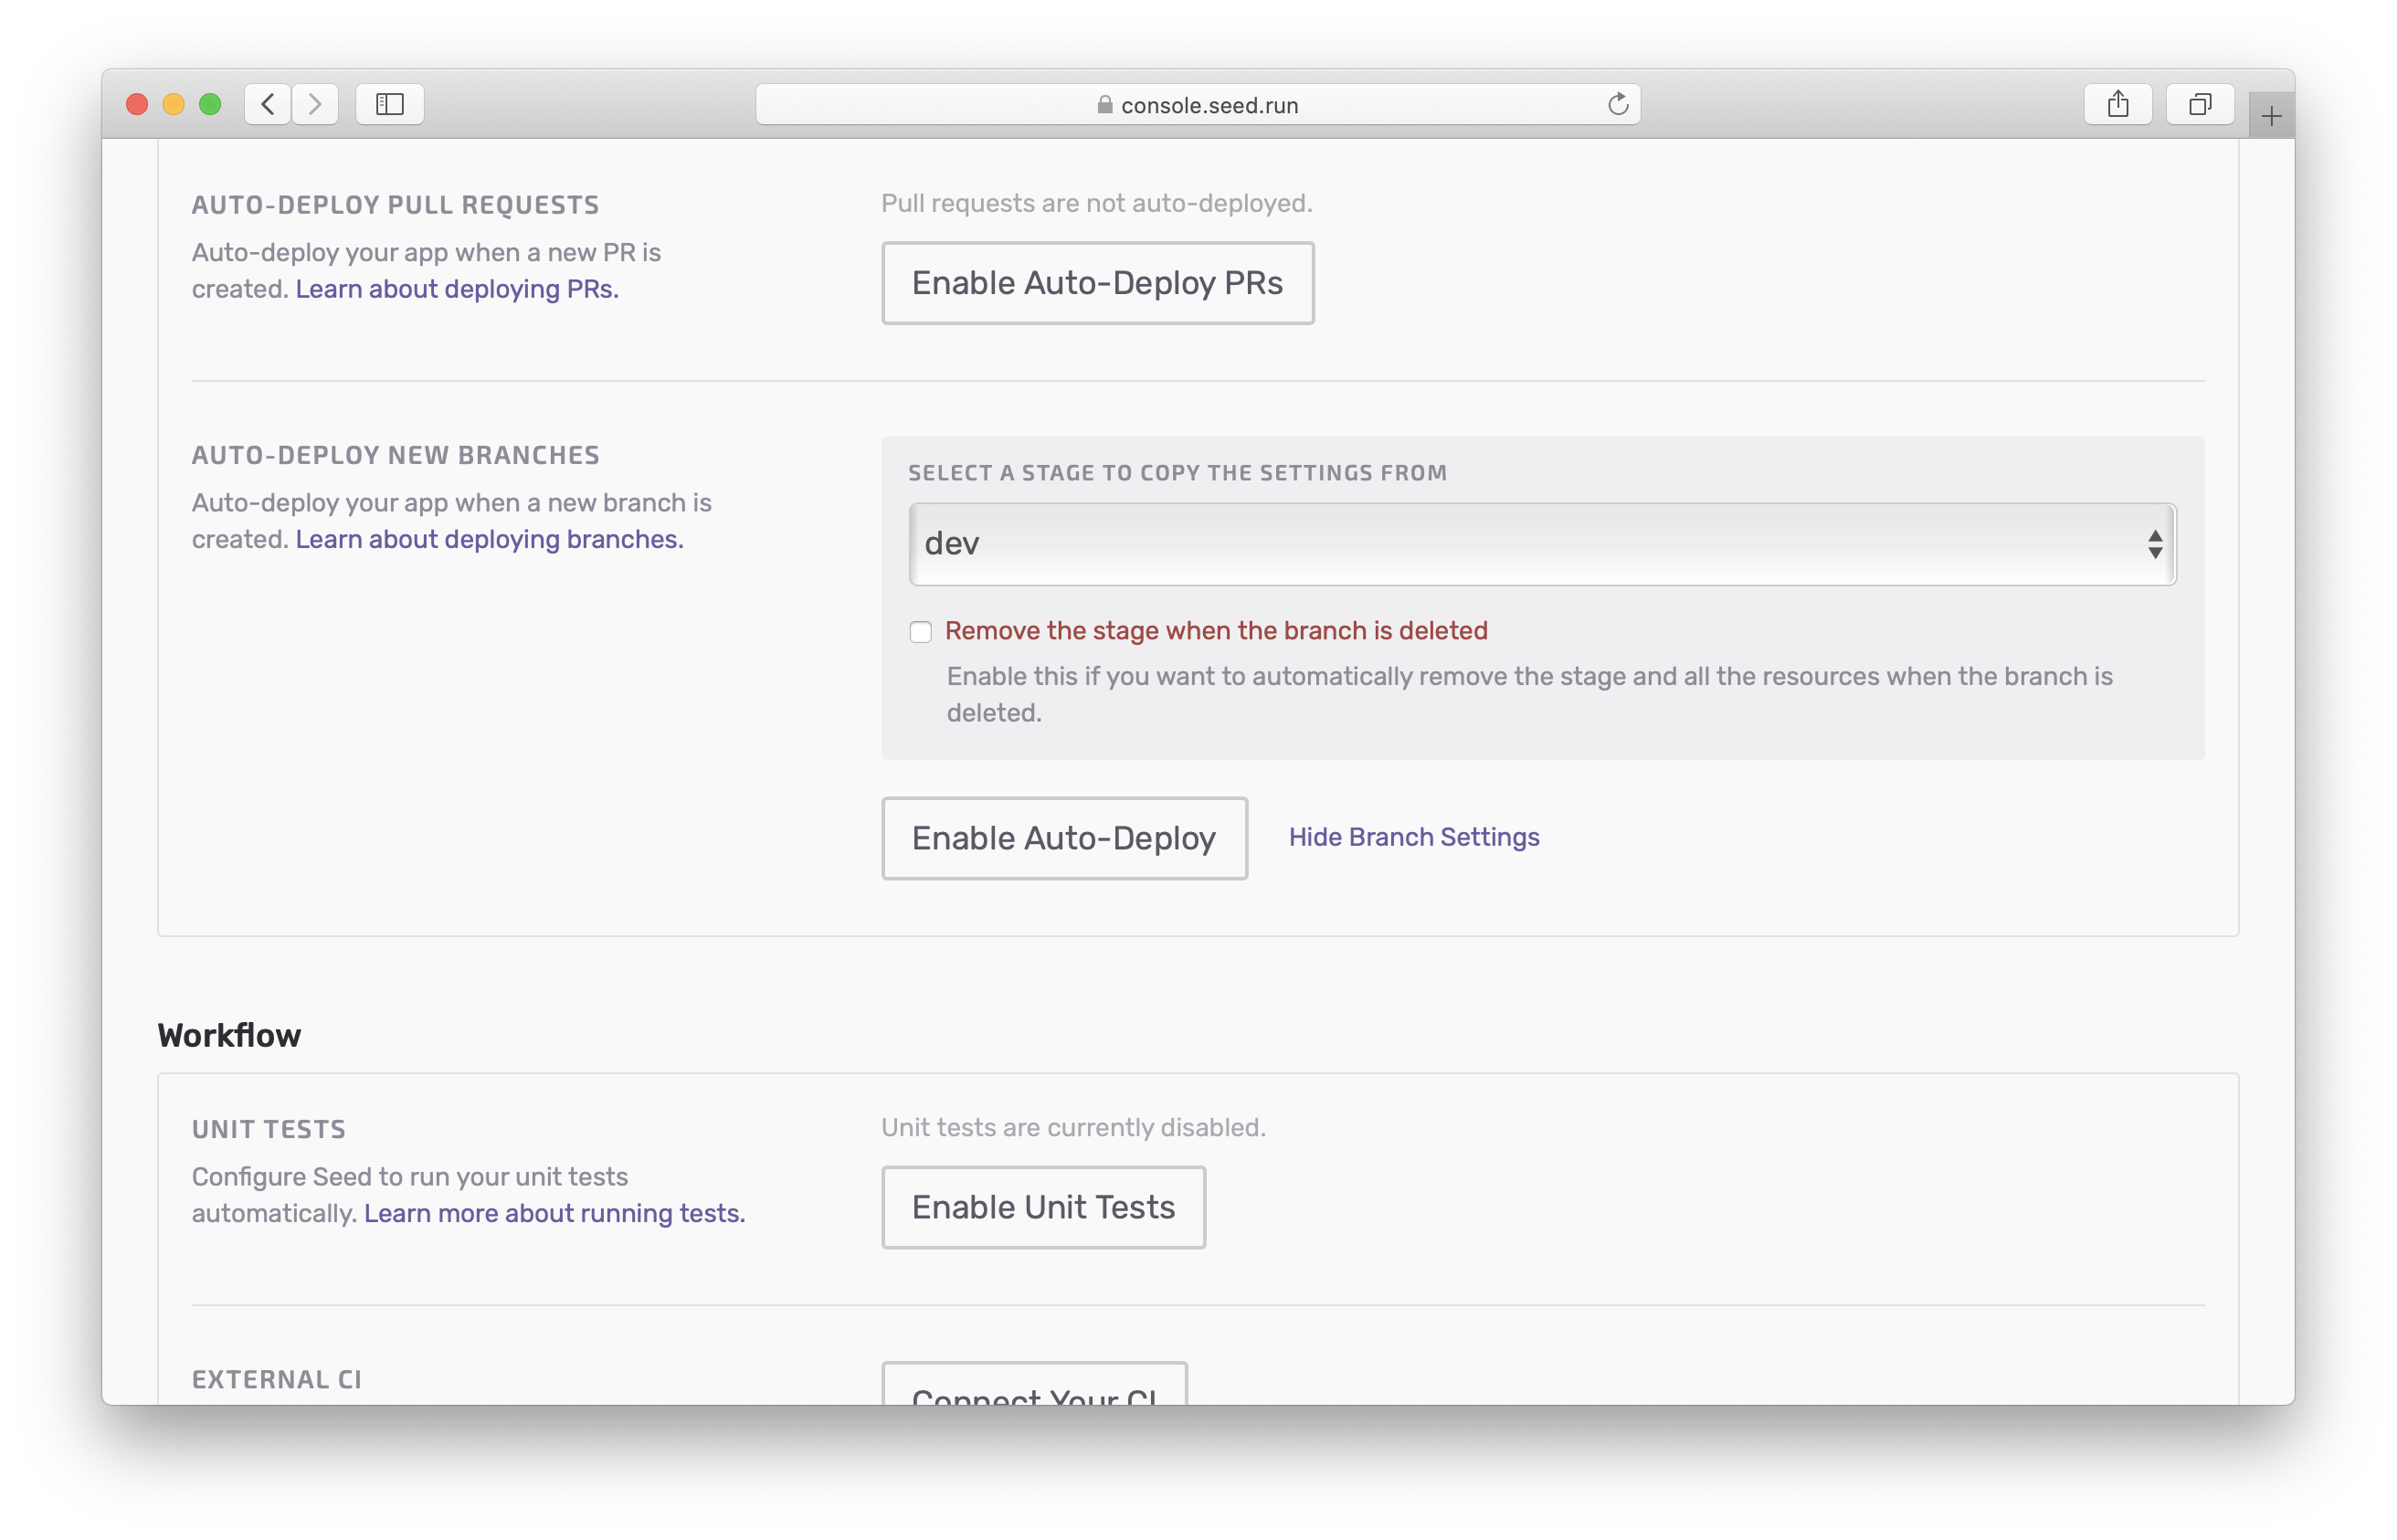 console.seed.run
AUTO-DEPLOY PULL REQUESTS
Auto-deploy your app when a new PR is
created. Learn about deploying PRs.
Pull requests are not auto-deployed.
Enable Auto-Deploy PRs
AUTO-DEPLOY NEW BRANCHES
Auto-deploy your app when a new branch is
created. Learn about deploying branches.
SELECT A STAGE TO COPY THE SETTINGS FROM
dev
Remove the stage when the branch is deleted
Enable this if you want to automatically remove the stage and all the resources when the branch is
deleted.
Enable Auto-Deploy
Hide Branch Settings
Workflow
UNIT TESTS
Configure Seed to run your unit tests
automatically. Learn more about running tests.
Unit tests are currently disabled.
Enable Unit Tests
EXTERNAL CI
Connect Your CI